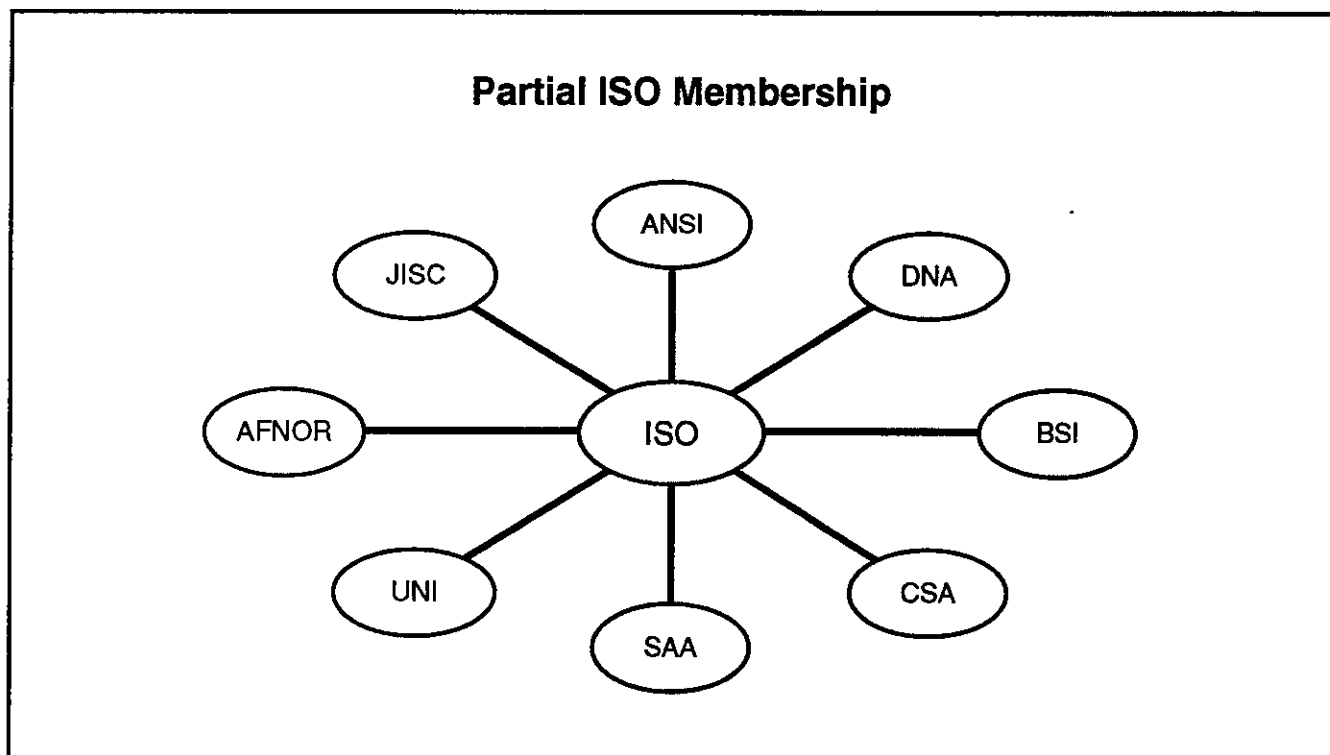 Partial ISO Membership
ANSI
JISC
DNA
AFNOR
ISO
BSI
UNI
CSA
SAA